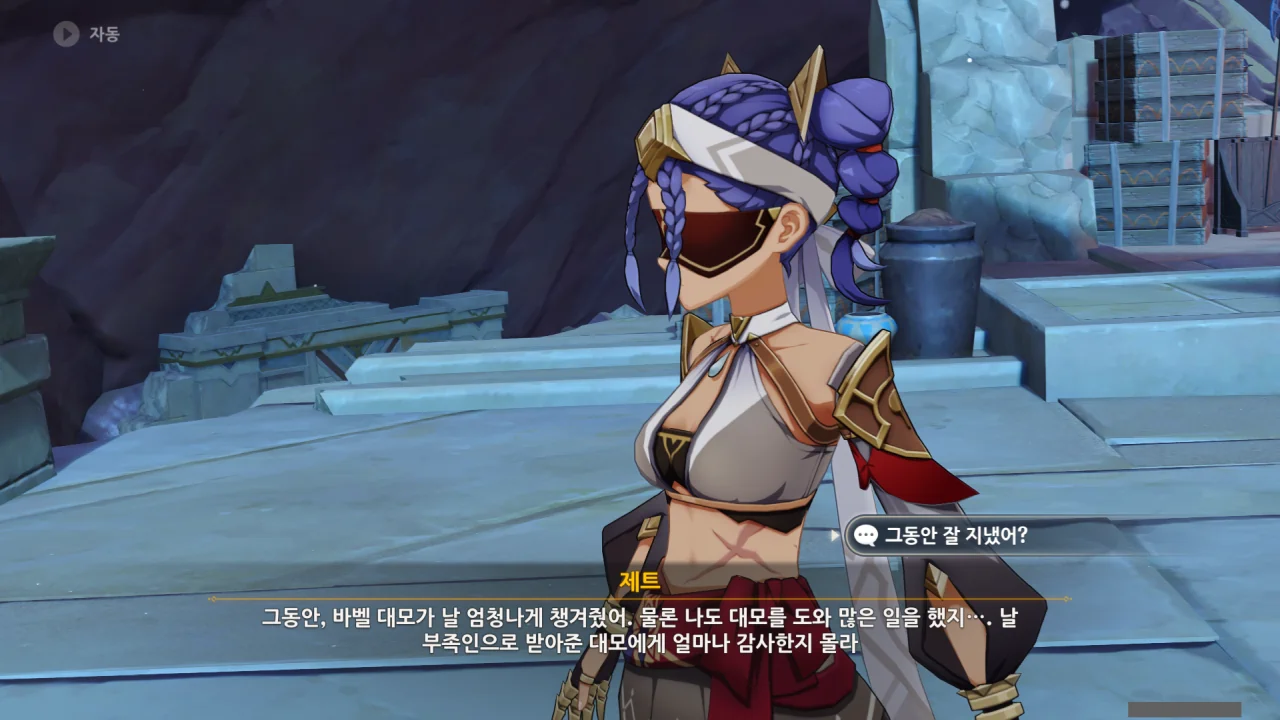 자동
그동안 잘 지냈어?
제트
그동안, 바벨 대모가 날 엄청나게 챙겨줬어. 물론 나도 대모를 도와 많은 일을 했지…. 날
부족인으로 받아준 대모에게 얼마나 감사한지 몰라